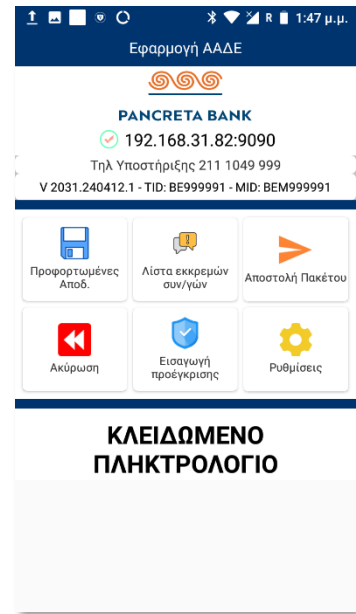 R 1:47 μ.μ.
Εφαρμογή ΑΑΔΕ
PANCRETA BANK
192.168.31.82:9090
Τηλ Υποστήριξης 211 1049 999
V 2031.240412.1 - TID: BE999991 - MID: BEM999991
Προφορτωμένες
Αποδ.
Λίστα εκκρεμών
συν/γών
Αποστολή Πακέτου
Ακύρωση
Εισαγωγή
προέγκρισης
Ρυθμίσεις
ΚΛΕΙΔΩΜΕΝΟ
ΠΛΗΚΤΡΟΛΟΓΙΟ